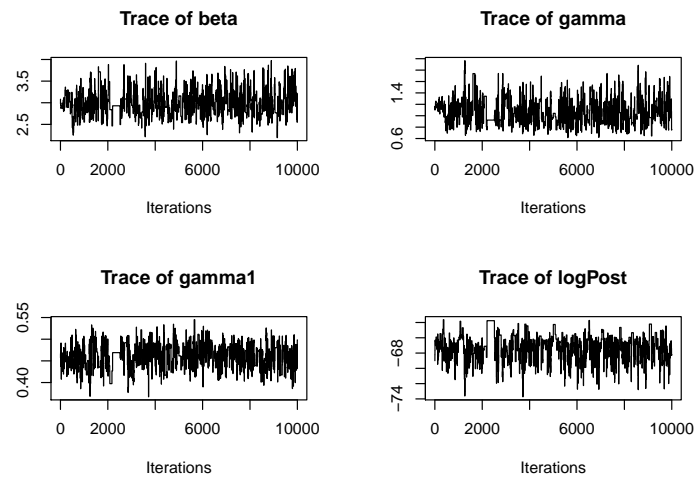 Trace of beta
3.5
2.5
0 2000 6000 10000
Iterations
Trace of gamma
1.4
0.6
0 2000 6000 10000
Iterations
Trace of gamma1
0.55
0.40
0 2000 6000 10000
Iterations
Trace of logPost
−68
−74
0 2000 6000 10000
Iterations